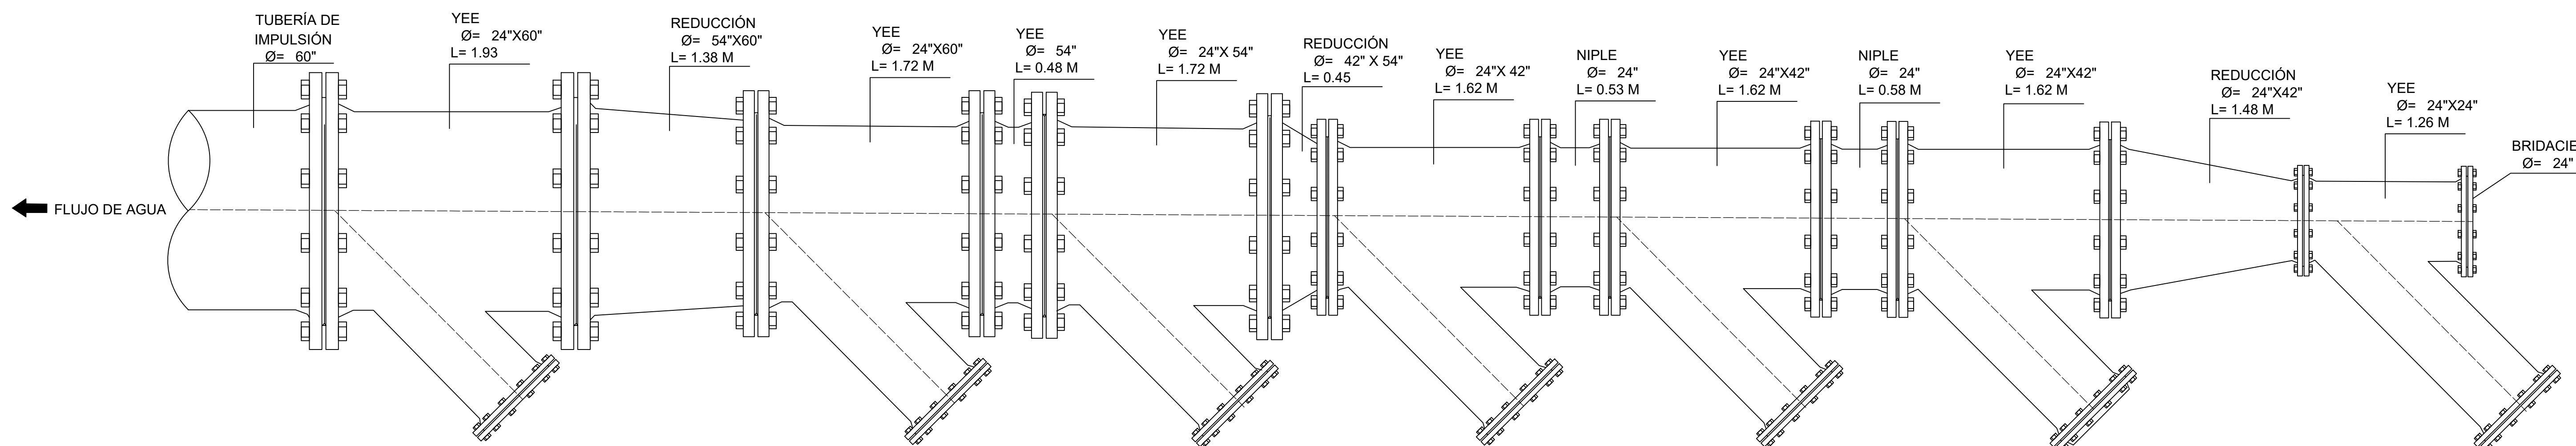 TUBERÍA DE
IMPULSIÓN
Ø= 60"
YEE
Ø= 24"X60"
L= 1.93
REDUCCIÓN
Ø= 54"X60"
L= 1.38 M
YEE
Ø= 24"X60"
L= 1.72 M
YEE
Ø= 54"
L= 0.48 M
YEE
Ø= 24"X 54"
L= 1.72 M
REDUCCIÓN
Ø= 42" X 54"
L= 0.45
YEE
Ø= 24"X 42"
L= 1.62 M
NIPLE
Ø= 24"
L= 0.53 M
YEE
Ø= 24"X42"
L= 1.62 M
NIPLE
Ø= 24"
L= 0.58 M
YEE
Ø= 24"X42"
L= 1.62 M
REDUCCIÓN
Ø= 24"X42"
L= 1.48 M
YEE
Ø= 24"X24"
L= 1.26 M
BRIDACIE
Ø= 24"
FLUJO DE AGUA